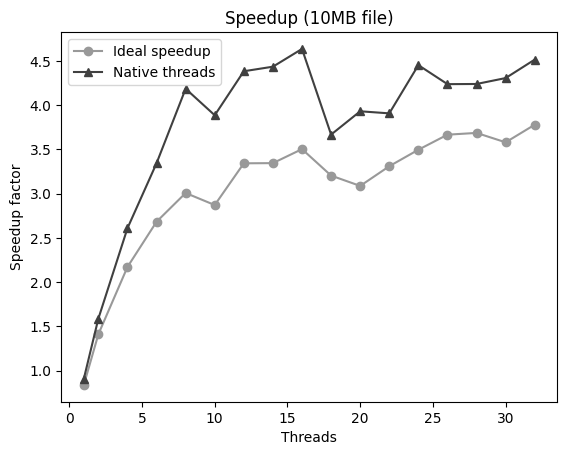 Speedup (10MB file)
Ideal speedup
Native threads
4.5
4.0
3.5
3.0
2.5
2.0
1.5
1.0
Speedup factor
0 5 10 15 20 25 30
Threads